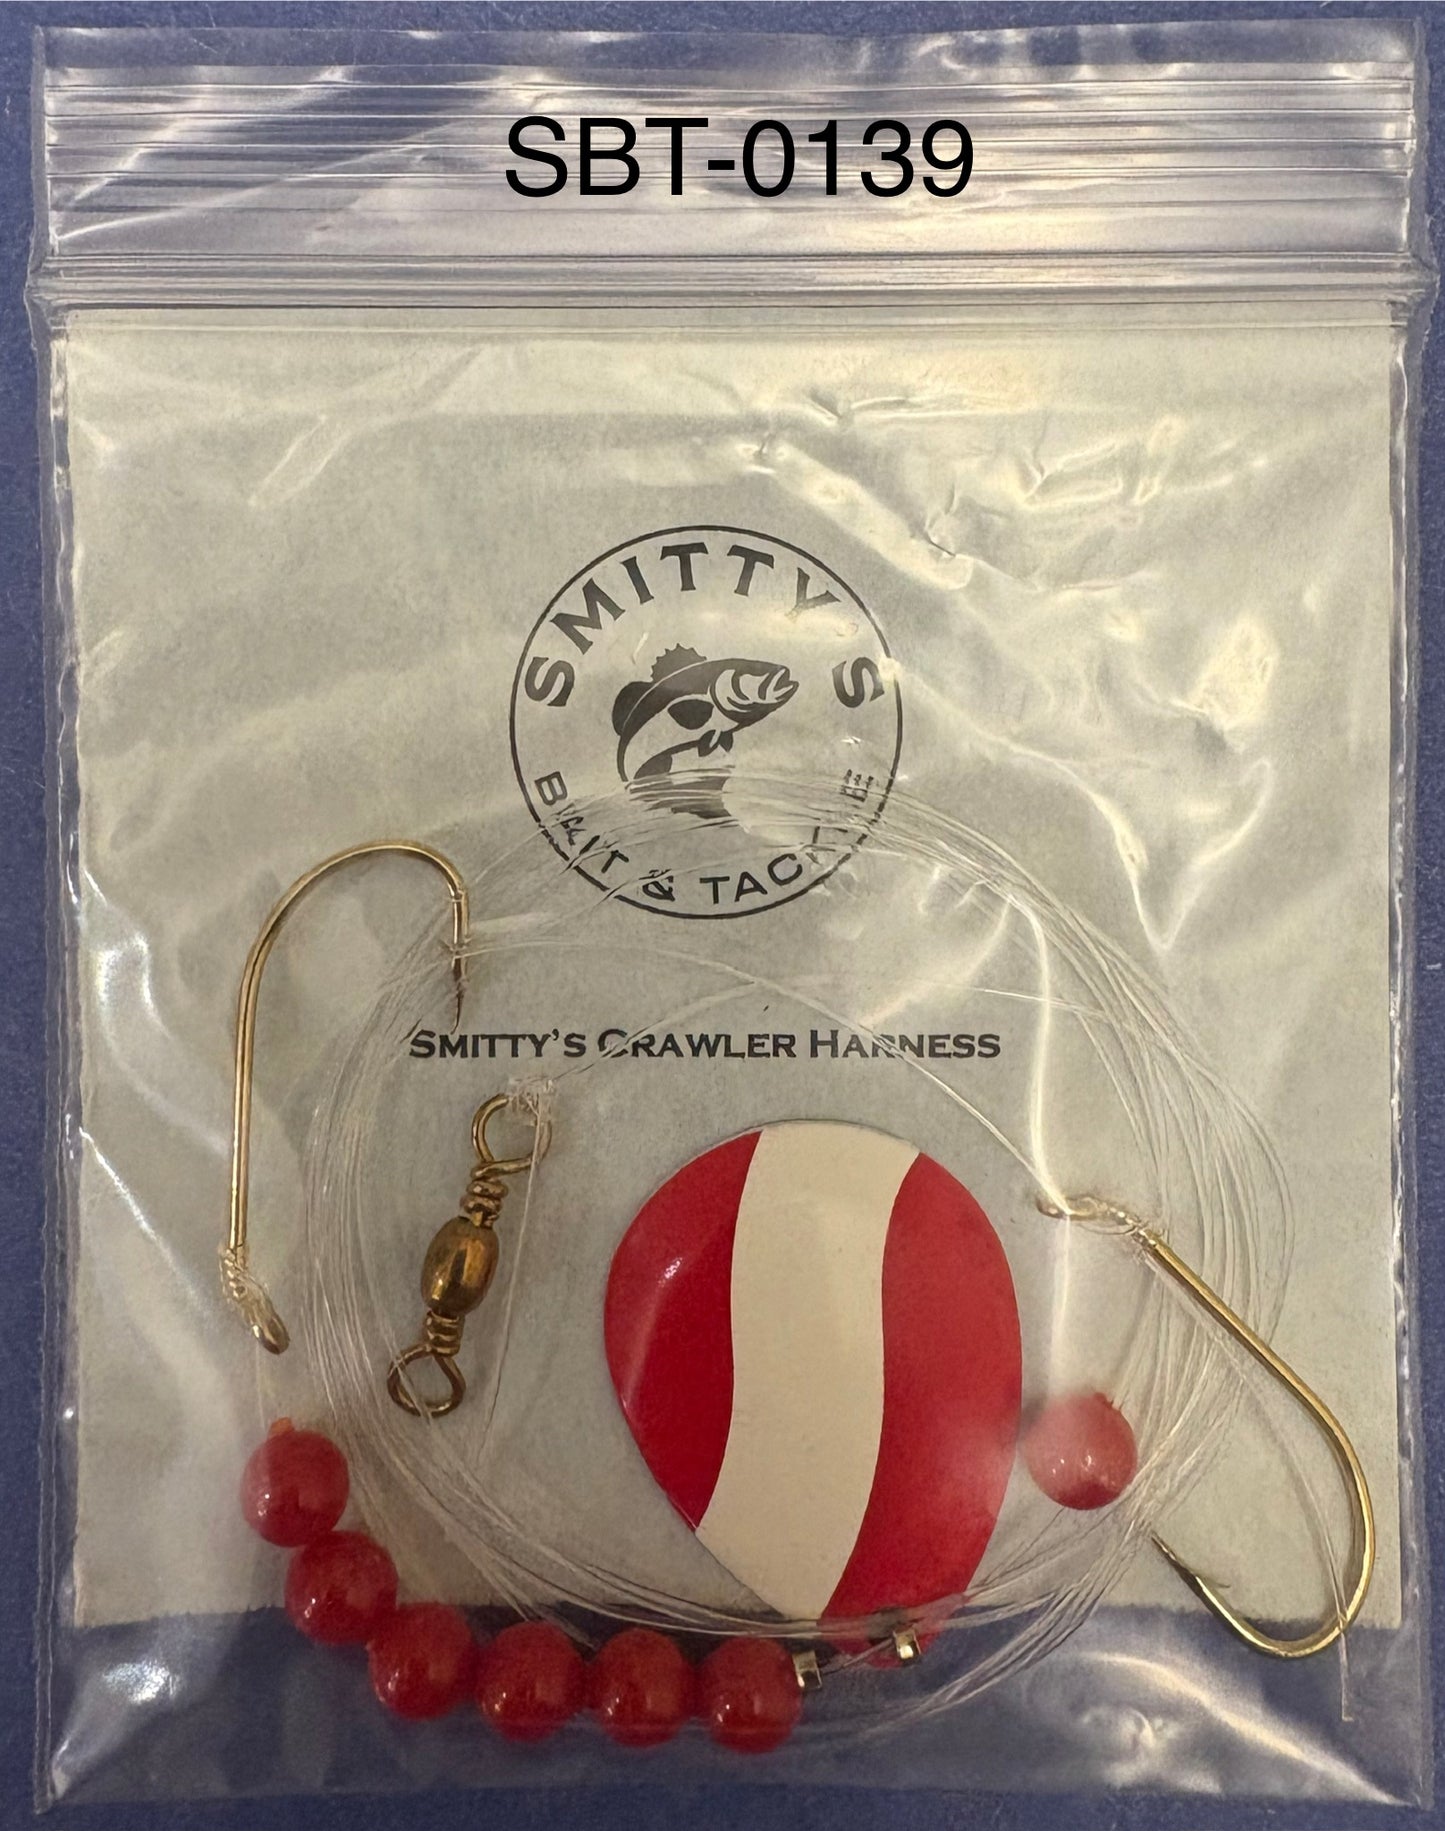 SBT-0139
SMITTY'S
BAIT & TACKLE
SMITTY'S CRAWLER HARNESS